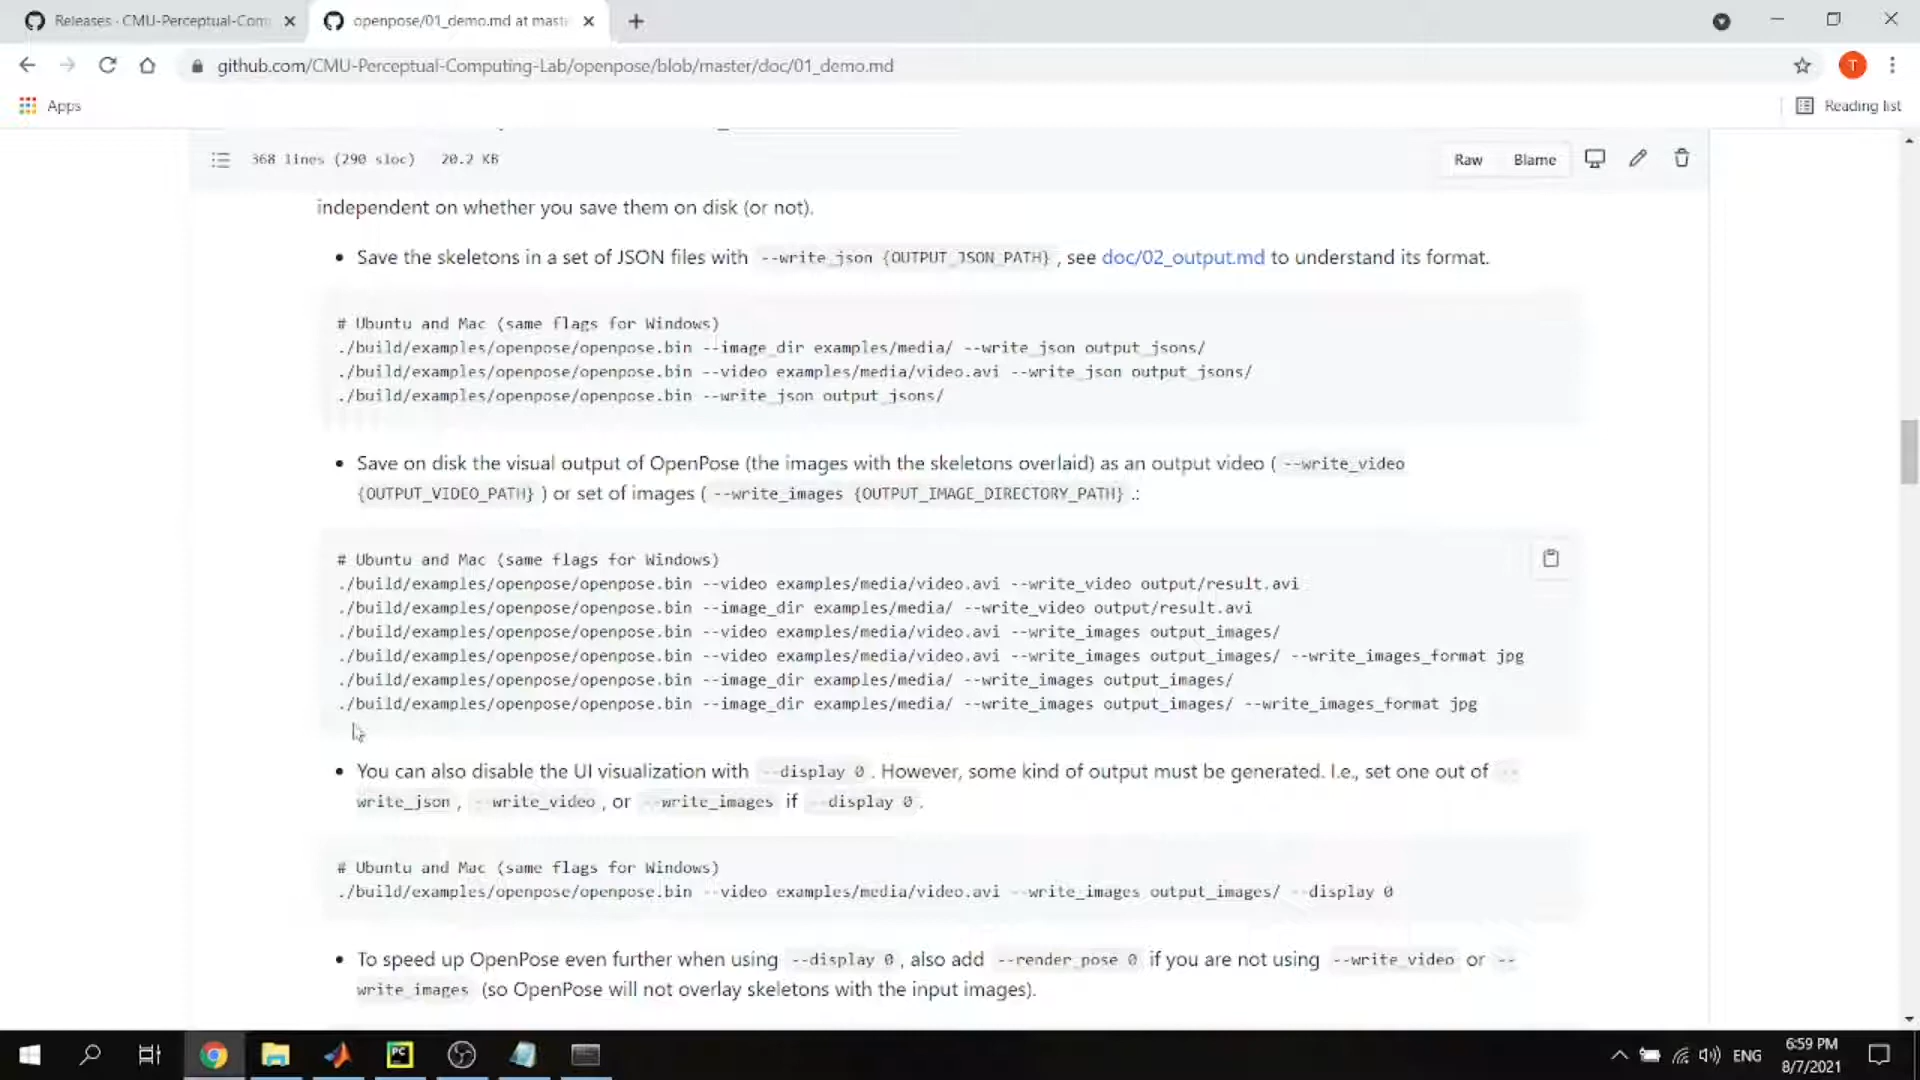 Releases · CMU-Perceptual-Com
openpose/01_demo.md at mast
github.com/CMU-Perceptual-Computing-Lab/openpose/blob/master/doc/01_demo.md
T
Apps
Reading list
368 lines (290 sloc) 20.2 KB
Raw
Blame
independent on whether you save them on disk (or not).
• Save the skeletons in a set of JSON files with --write_json {OUTPUT_JSON_PATH} , see doc/02_output.md to understand its format.
# Ubuntu and Mac (same flags for Windows)
./build/examples/openpose/openpose.bin --image_dir examples/media/ --write_json output_jsons/
./build/examples/openpose/openpose.bin --video examples/media/video.avi --write_json output_jsons/
./build/examples/openpose/openpose.bin --write_json output_jsons/
• Save on disk the visual output of OpenPose (the images with the skeletons overlaid) as an output video ( --write_video
{OUTPUT_VIDEO_PATH} ) or set of images ( --write_images {OUTPUT_IMAGE_DIRECTORY_PATH} .:
# Ubuntu and Mac (same flags for Windows)
./build/examples/openpose/openpose.bin --video examples/media/video.avi --write_video output/result.avi
./build/examples/openpose/openpose.bin --image_dir examples/media/ --write_video output/result.avi
./build/examples/openpose/openpose.bin --video examples/media/video.avi --write_images output_images/
./build/examples/openpose/openpose.bin --video examples/media/video.avi --write_images output_images/ --write_images_format jpg
./build/examples/openpose/openpose.bin --image_dir examples/media/ --write_images output_images/
./build/examples/openpose/openpose.bin --image_dir examples/media/ --write_images output_images/ --write_images_format jpg
• You can also disable the UI visualization with --display 0 . However, some kind of output must be generated. I.e., set one out of --
write_json , --write_video , or --write_images if --display 0 .
# Ubuntu and Mac (same flags for Windows)
./build/examples/openpose/openpose.bin --video examples/media/video.avi --write_images output_images/ --display 0
• To speed up OpenPose even further when using --display 0 , also add --render_pose 0 if you are not using --write_video or --
write_images (so OpenPose will not overlay skeletons with the input images).
PC
ENG
6:59 PM
8/7/2021